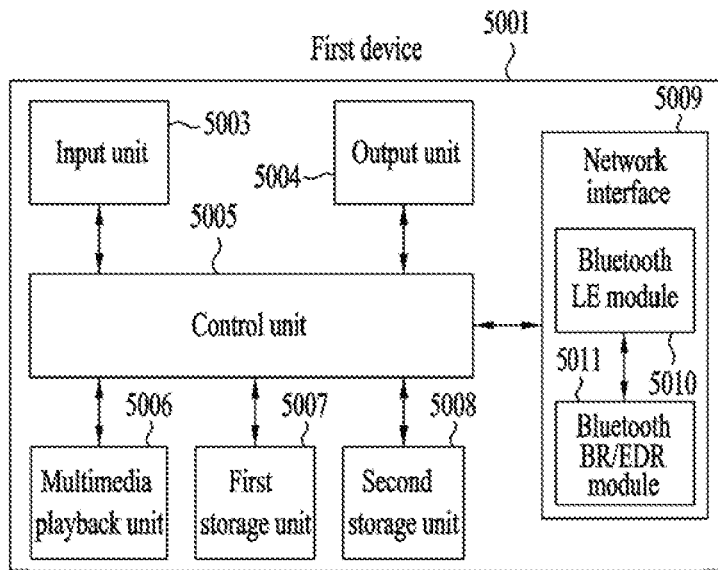 First device
5001
Input unit
5003
Output unit
5004
5009
Network
interface
5005
Control unit
Bluetooth
LE module
5010
5011
Bluetooth
BR/EDR
module
5006
Multimedia
playback unit
5007
First
storage unit
5008
Second
storage unit